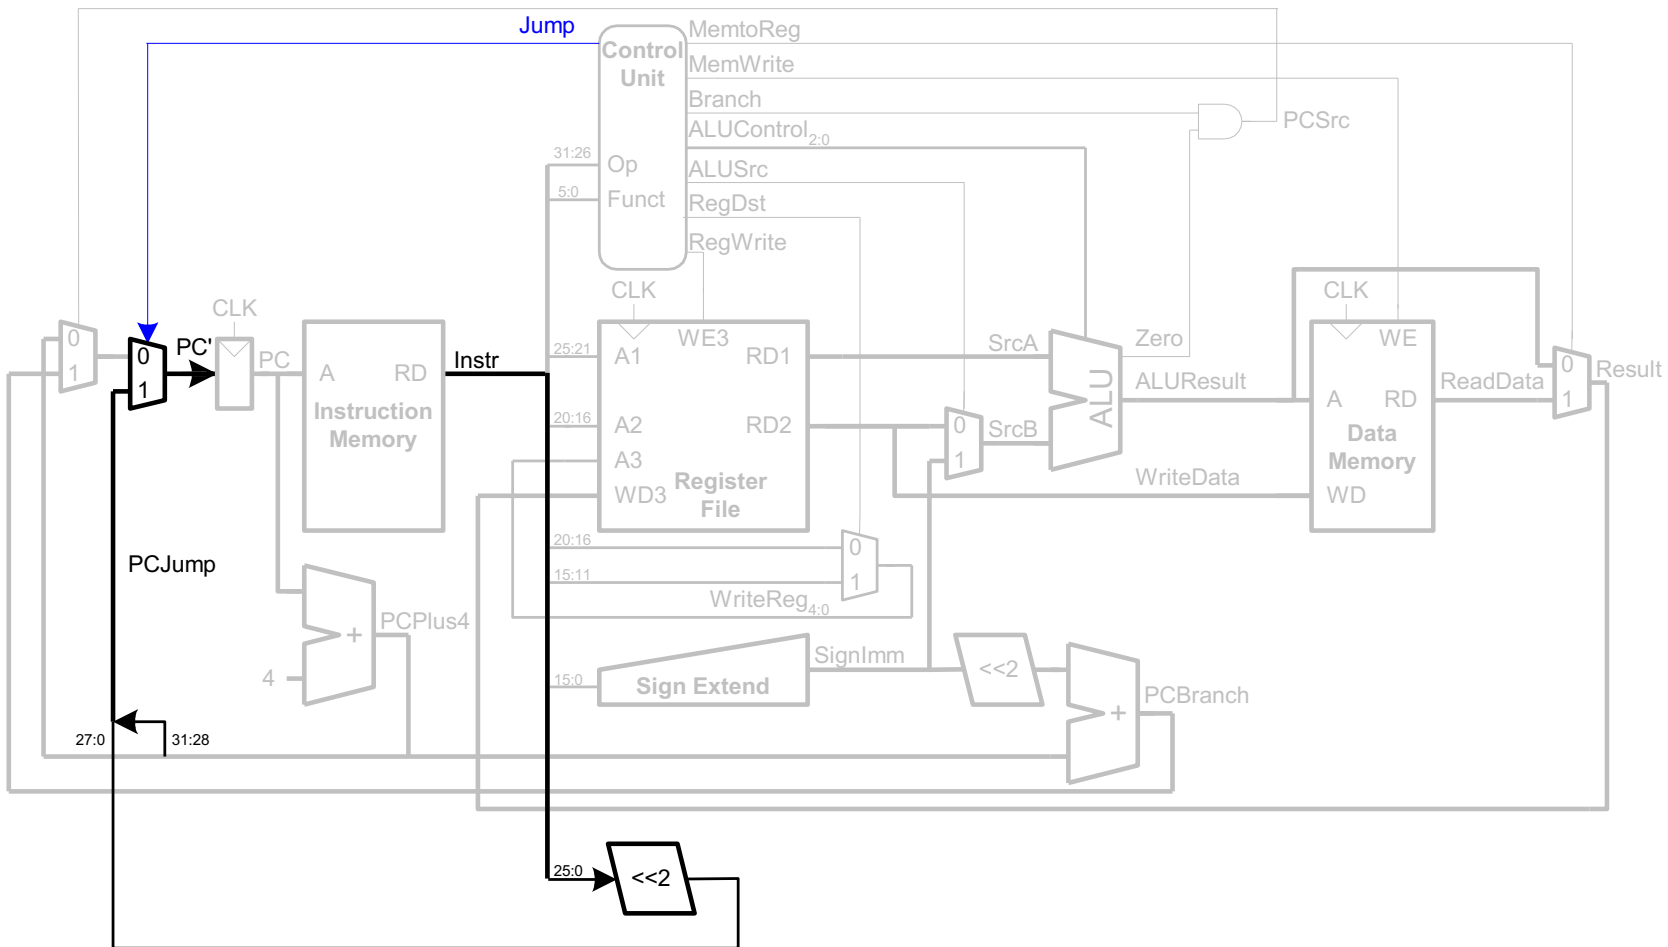 Jump
MemtoReg
Control
Unit
MemWrite
Branch
PCSrc
ALUControl2:0
31:26
Op
ALUSrc
5:0
Funct
RegDst
RegWrite
CLK
CLK
CLK
0
1
0
1
PC'
PC
A
RD
Instruction
Memory
Instr
25:21
A1
WE3
RD1
SrcA
Zero
ALU
ALUResult
WE
A
RD
ReadData
0
1
Result
20:16
A2
RD2
0
1
SrcB
Data
Memory
A3
WD3
Register
File
WriteData
WD
20:16
0
15:11
1
WriteReg4:0
PCJump
PCPlus4
+
4
SignImm
<<2
15:0
Sign Extend
PCBranch
+
27:0
31:28
25:0
<<2